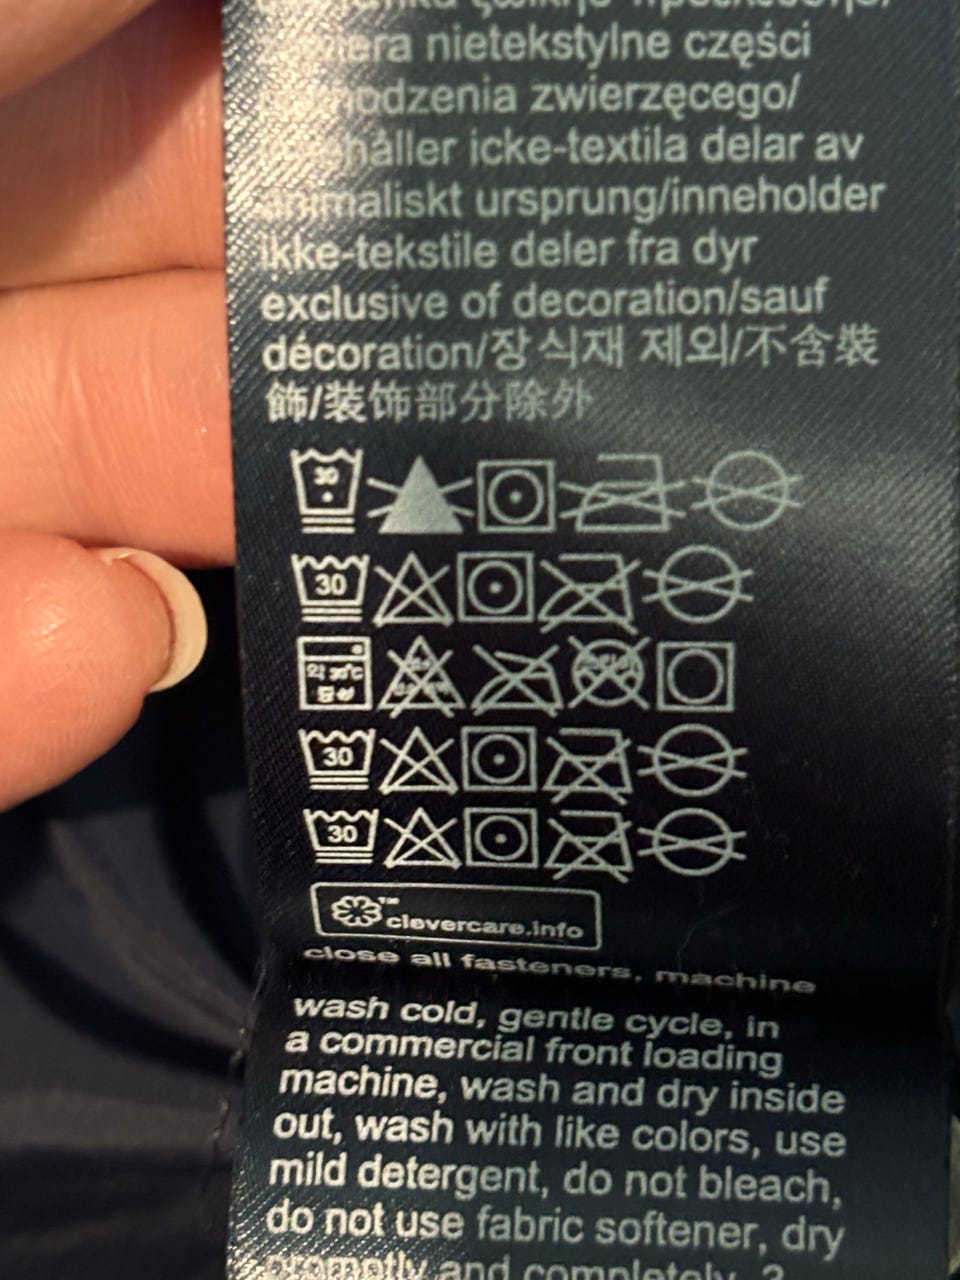 nietekstylne części
zwierzęcego/
icke-textila delar av
animaliskt ursprung/inneholder
ikke-tekstile deler fra dyr
exclusive of decoration/sauf
décoration/장식재 제외/不含裝
飾/装饰部分除外
30
30
30
30
clevercare.info
close all fasteners, machine
wash cold, gentle cycle, in
a commercial front loading
machine, wash and dry inside
out, wash with like colors, use
mild detergent, do not bleach,
do not use fabric softener, dry
promptly and completely,